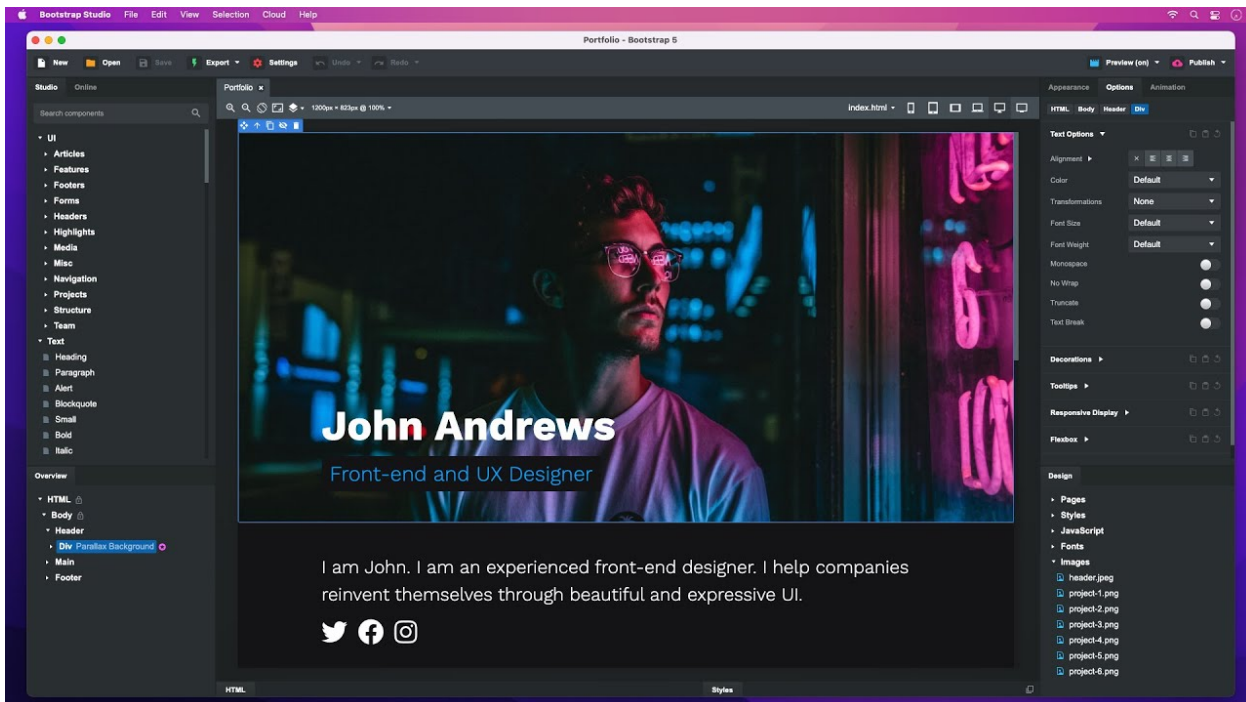 Bootstrap Studio File Edit View Selection Cloud Help
Portfolio - Bootstrap 5
New Open Save Export Settings Undo Redo Preview (on) Publish
Studio Online
Search components
UI
Articles
Features
Footers
Forms
Headers
Highlights
Media
Misc
Navigation
Projects
Structure
Team
Text
Heading
Paragraph
Alert
Blockquote
Small
Bold
Italic
Overview
HTML
Body
Header
Div Parallax Background
Main
Footer
Portfolio x
1200px × 823px @ 100% index.html
John Andrews
Front-end and UX Designer
I am John. I am an experienced front-end designer. I help companies
reinvent themselves through beautiful and expressive UI.
HTML Styles
Appearance Options Animation
HTML Body Header Div
Text Options
Alignment
Color Default
Transformations None
Font Size Default
Font Weight Default
Monospace
No Wrap
Truncate
Text Break
Decorations
Tooltips
Responsive Display
Flexbox
Design
Pages
Styles
JavaScript
Fonts
Images
header.jpeg
project-1.png
project-2.png
project-3.png
project-4.png
project-5.png
project-6.png